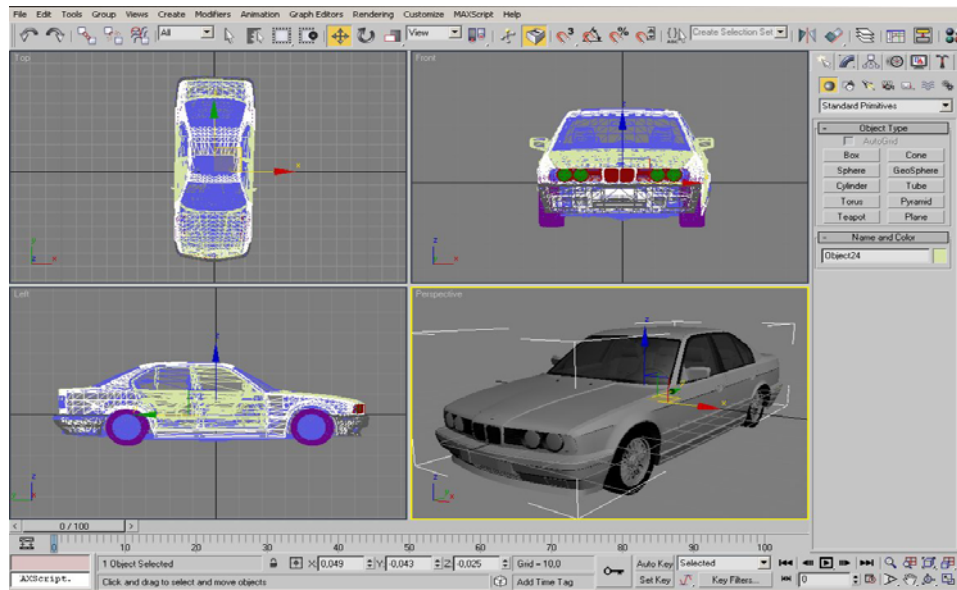 File Edit Tools Group Views Create Modifiers Animation Graph Editors Rendering Customize MAXScript Help
All View Create Selection Set
Top Front
Standard Primitives
- Object Type
AutoGrid
Box Cone
Sphere GeoSphere
Cylinder Tube
Torus Pyramid
Teapot Plane
- Name and Color
Object24
Left Perspective
0 / 100
0 10 20 30 40 50 60 70 80 90 100
1 Object Selected X: 0,049 Y: -0,043 Z: -0,025 Grid = 10,0 Auto Key Selected
AXScript. Click and drag to select and move objects Add Time Tag Set Key Key Filters... 0